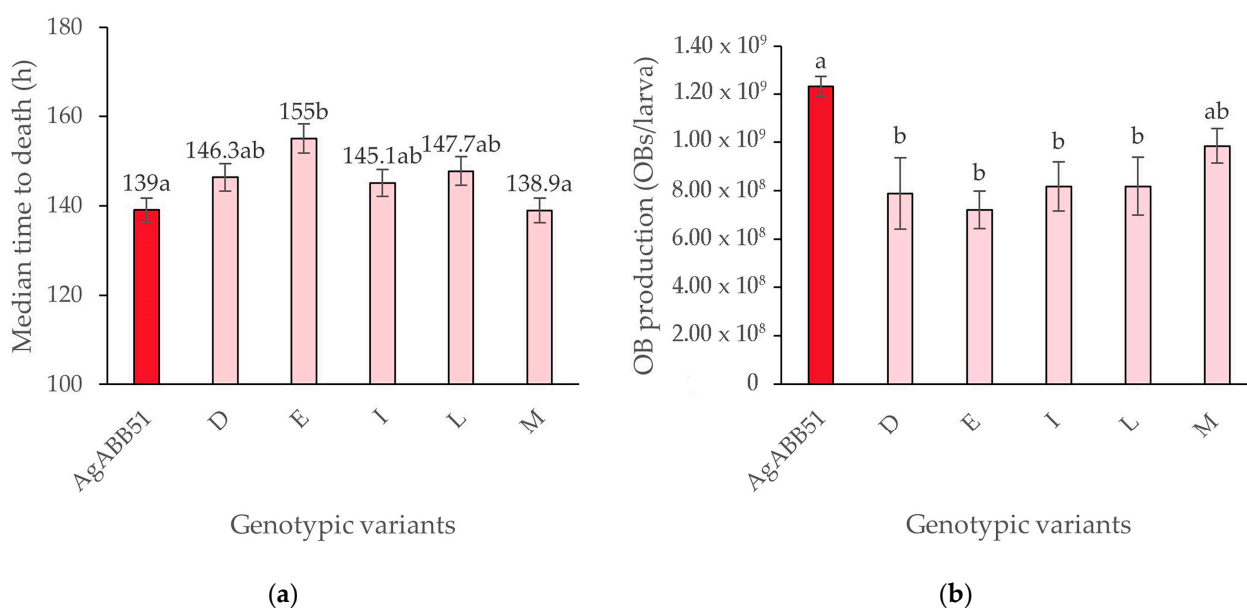 Median time to death (h)
180
160
140
120
100
139a
146.3ab
155b
145.1ab
147.7ab
138.9a
AgABB51
D
E
I
L
M
Genotypic variants
(a)
OB production (OBs/larva)
1.40 x 10⁹
1.20 x 10⁹
1.00 x 10⁹
8.00 x 10⁸
6.00 x 10⁸
4.00 x 10⁸
2.00 x 10⁸
0
a
b
b
b
b
ab
AgABB51
D
E
I
L
M
Genotypic variants
(b)